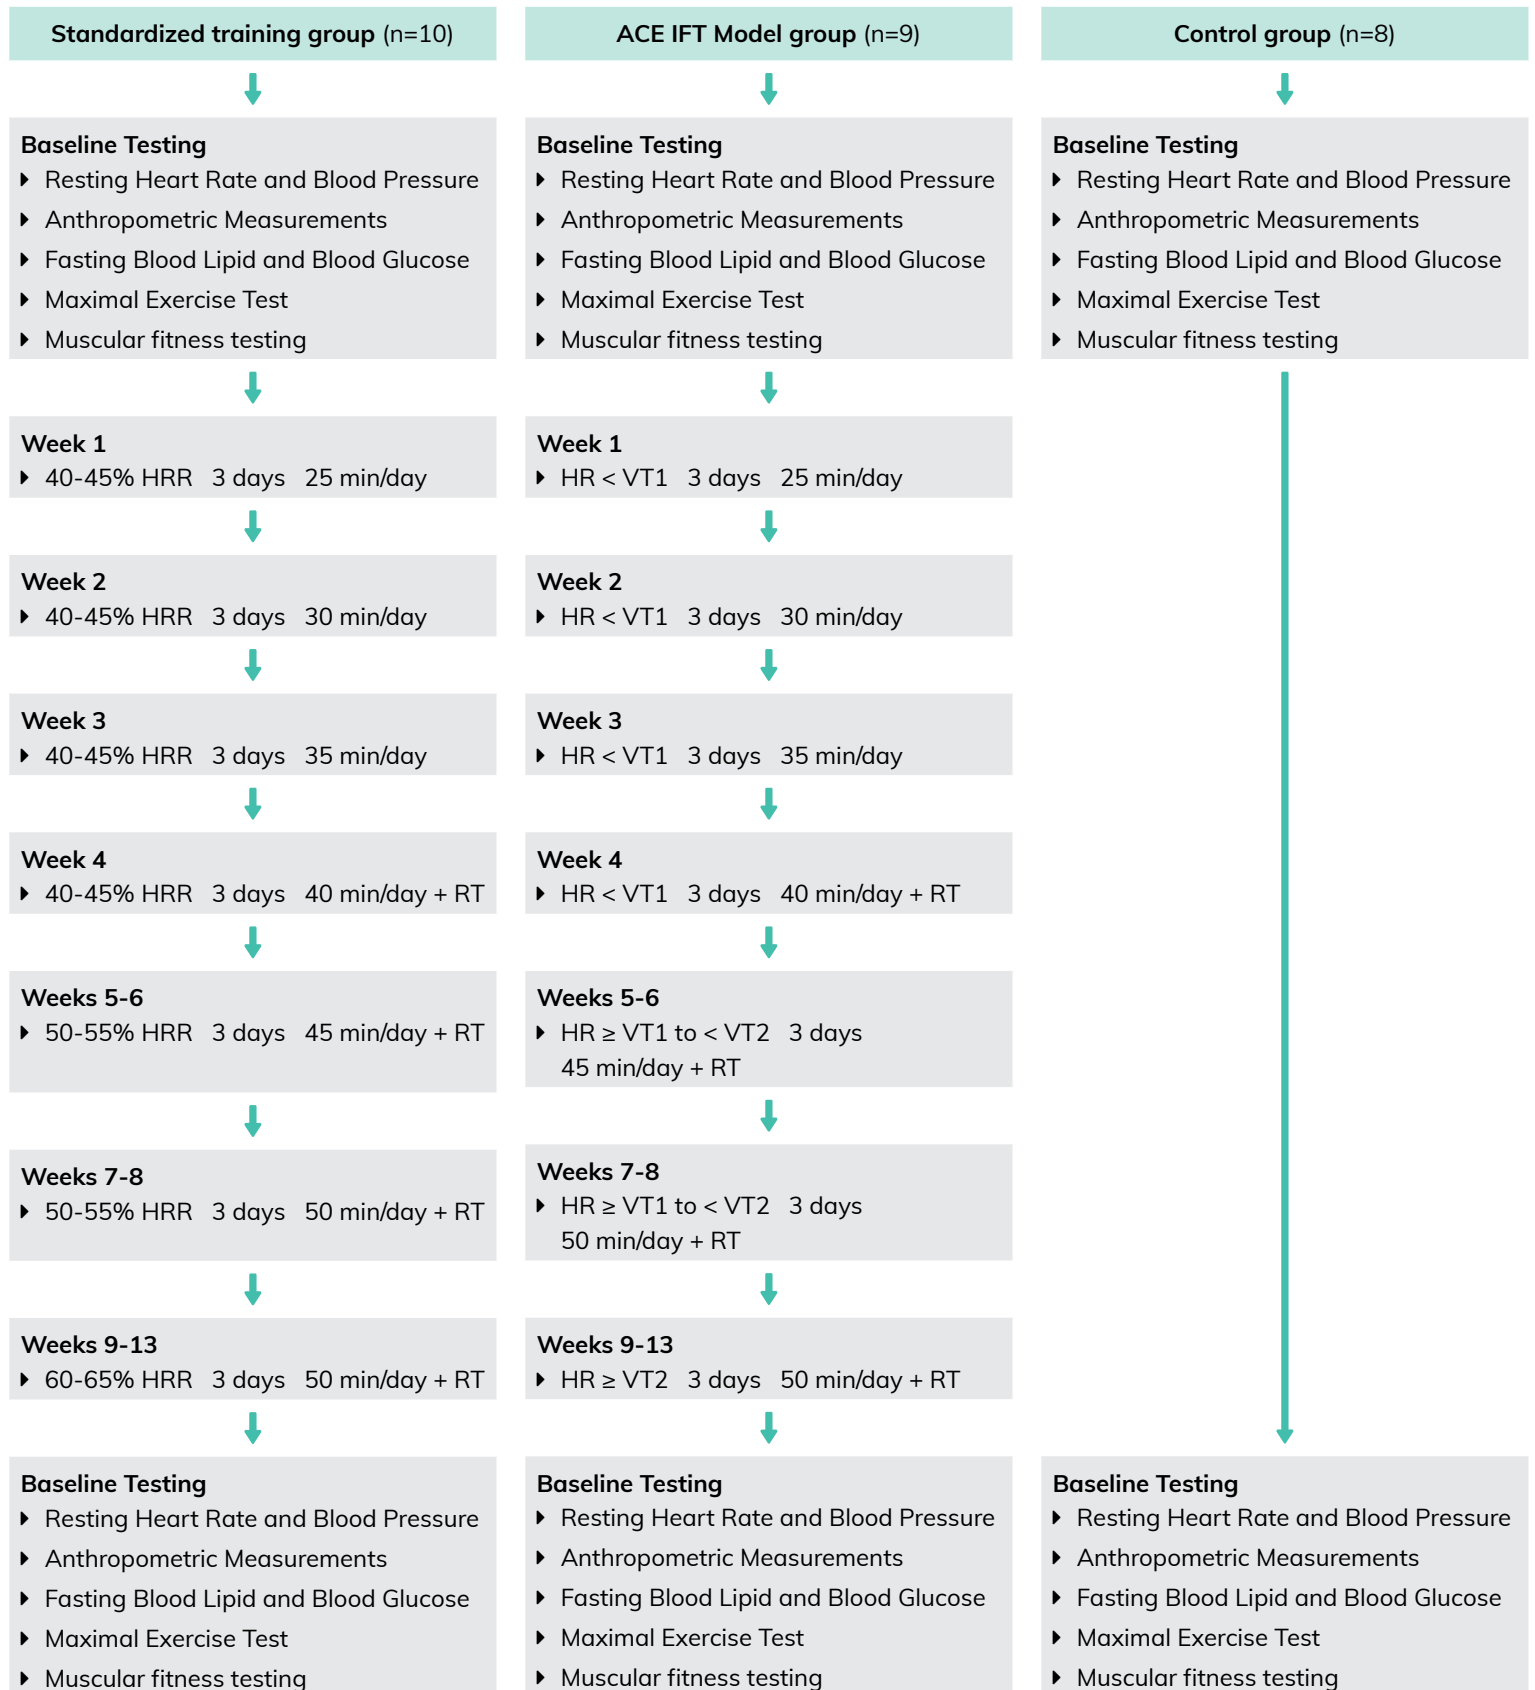 Standardized training group (n=10)
Baseline Testing
Resting Heart Rate and Blood Pressure
Anthropometric Measurements
Fasting Blood Lipid and Blood Glucose
Maximal Exercise Test
Muscular fitness testing
Week 1
40-45% HRR 3 days 25 min/day
Week 2
40-45% HRR 3 days 30 min/day
Week 3
40-45% HRR 3 days 35 min/day
Week 4
40-45% HRR 3 days 40 min/day + RT
Weeks 5-6
50-55% HRR 3 days 45 min/day + RT
Weeks 7-8
50-55% HRR 3 days 50 min/day + RT
Weeks 9-13
60-65% HRR 3 days 50 min/day + RT
Baseline Testing
Resting Heart Rate and Blood Pressure
Anthropometric Measurements
Fasting Blood Lipid and Blood Glucose
Maximal Exercise Test
Muscular fitness testing
ACE IFT Model group (n=9)
Baseline Testing
Resting Heart Rate and Blood Pressure
Anthropometric Measurements
Fasting Blood Lipid and Blood Glucose
Maximal Exercise Test
Muscular fitness testing
Week 1
HR < VT1 3 days 25 min/day
Week 2
HR < VT1 3 days 30 min/day
Week 3
HR < VT1 3 days 35 min/day
Week 4
HR < VT1 3 days 40 min/day + RT
Weeks 5-6
HR ≥ VT1 to < VT2 3 days
45 min/day + RT
Weeks 7-8
HR ≥ VT1 to < VT2 3 days
50 min/day + RT
Weeks 9-13
HR ≥ VT2 3 days 50 min/day + RT
Baseline Testing
Resting Heart Rate and Blood Pressure
Anthropometric Measurements
Fasting Blood Lipid and Blood Glucose
Maximal Exercise Test
Muscular fitness testing
Control group (n=8)
Baseline Testing
Resting Heart Rate and Blood Pressure
Anthropometric Measurements
Fasting Blood Lipid and Blood Glucose
Maximal Exercise Test
Muscular fitness testing
Baseline Testing
Resting Heart Rate and Blood Pressure
Anthropometric Measurements
Fasting Blood Lipid and Blood Glucose
Maximal Exercise Test
Muscular fitness testing